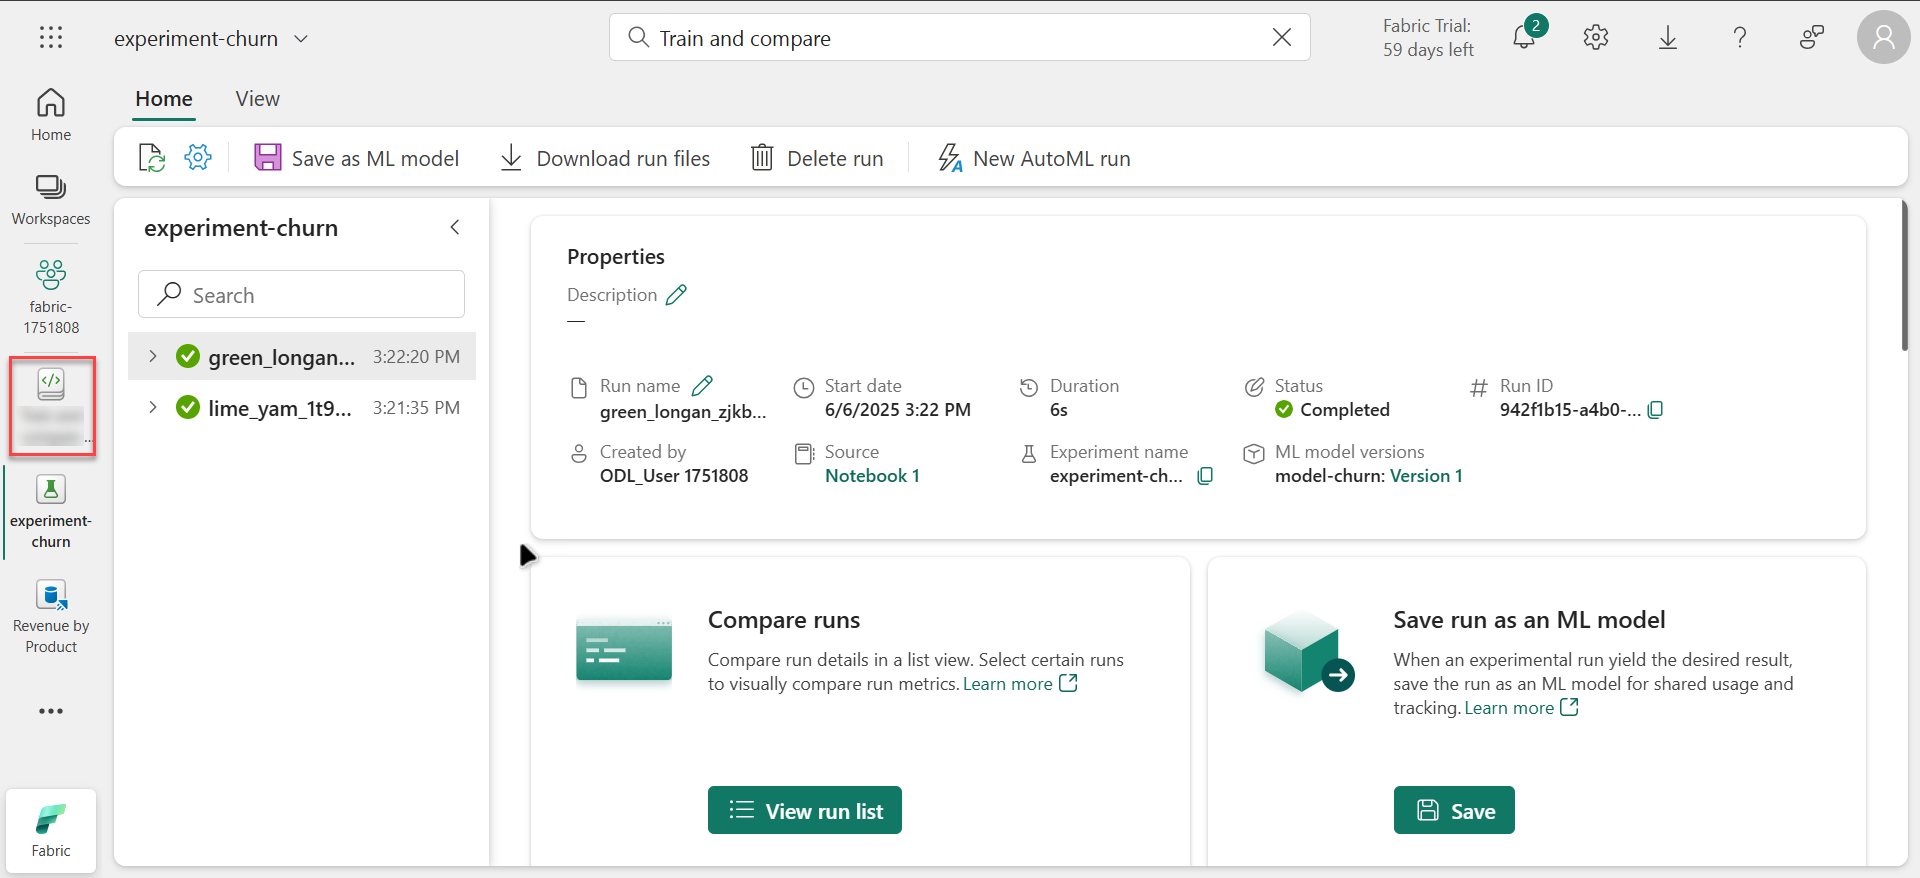 experiment-churn
Train and compare
Fabric Trial:
59 days left
2
Home
View
Home
Workspaces
fabric-
1751808
...
experiment-
churn
Revenue by
Product
Fabric
Save as ML model
Download run files
Delete run
New AutoML run
experiment-churn
Search
green_longan... 3:22:20 PM
lime_yam_1t9... 3:21:35 PM
Properties
Description
—
Run name
green_longan_zjkb...
Start date
6/6/2025 3:22 PM
Duration
6s
Status
Completed
Run ID
942f1b15-a4b0-...
Created by
ODL_User 1751808
Source
Notebook 1
Experiment name
experiment-ch...
ML model versions
model-churn: Version 1
Compare runs
Compare run details in a list view. Select certain runs
to visually compare run metrics. Learn more
View run list
Save run as an ML model
When an experimental run yield the desired result,
save the run as an ML model for shared usage and
tracking. Learn more
Save